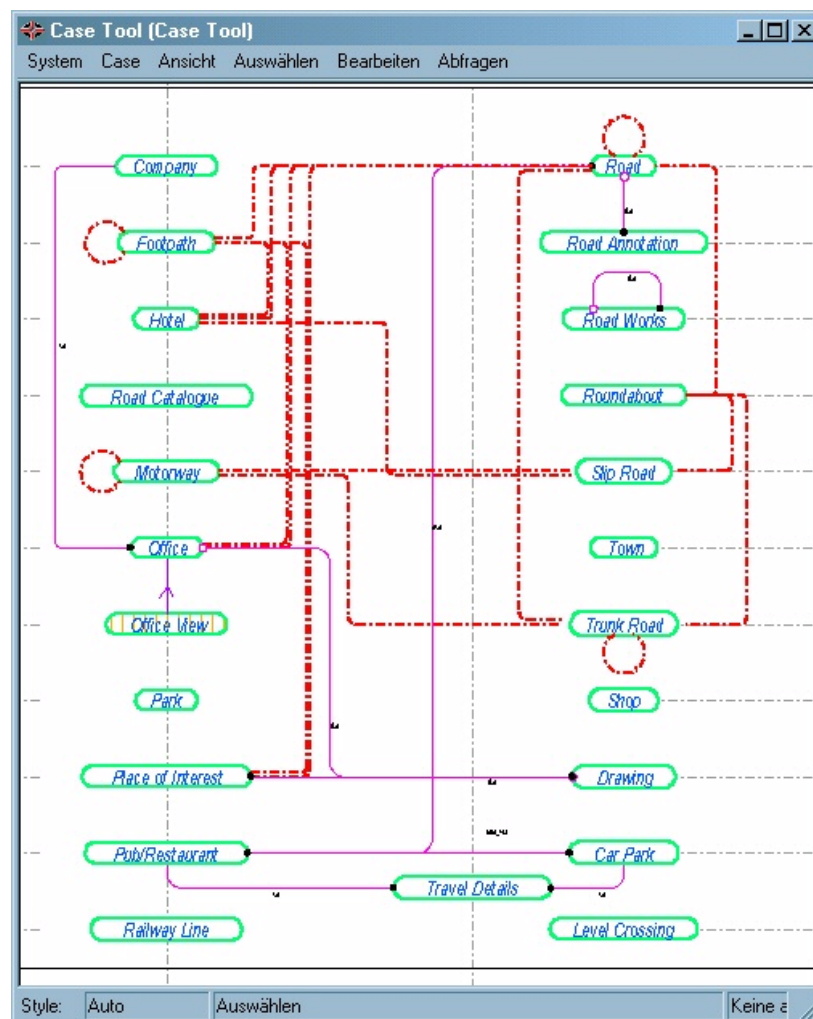 Case Tool (Case Tool)
System Case Ansicht Auswählen Bearbeiten Abfragen
Company Road
Footpath Road Annotation
Hotel Road Works
Road Catalogue Roundabout
Motorway Slip Road
Office Town
Office View Trunk Road
Park Shop
Place of Interest Drawing
Pub/Restaurant Car Park
Travel Details
Railway Line Level Crossing
Style: Auto Auswählen Keine a